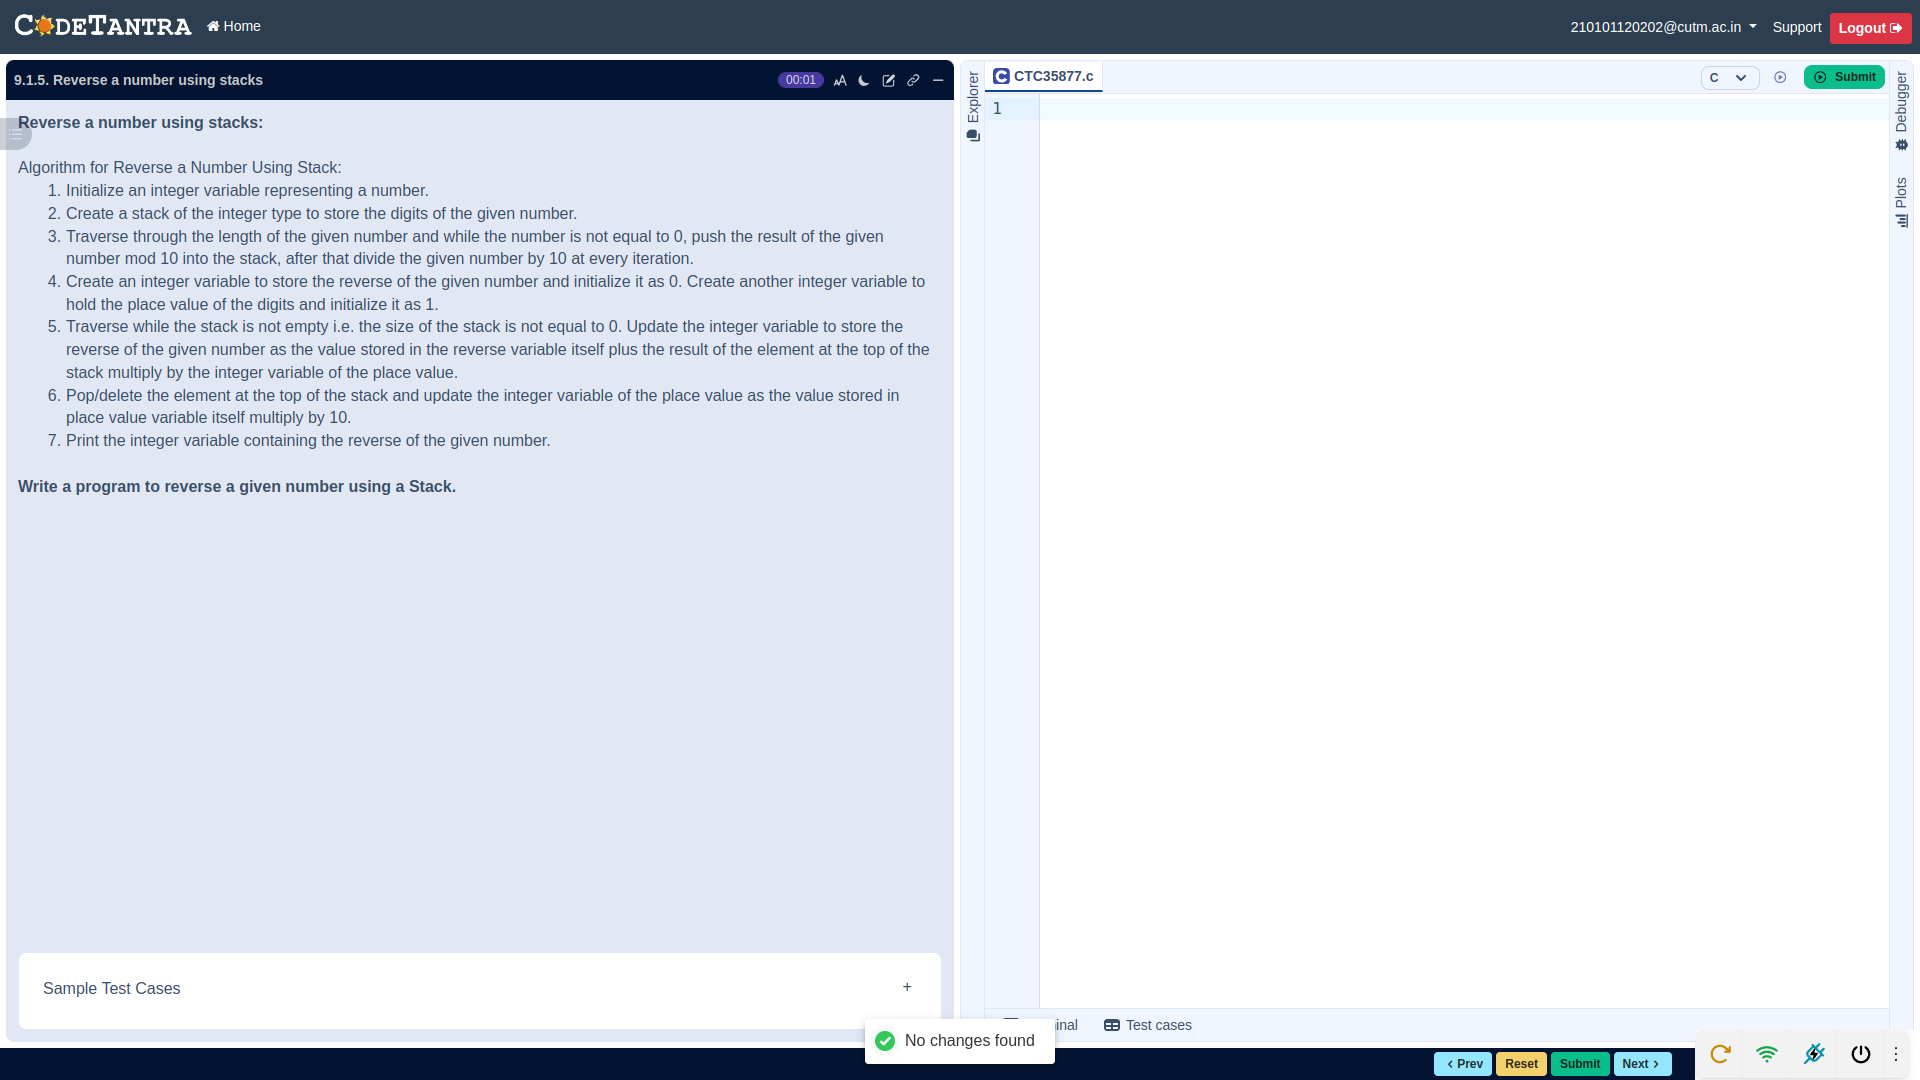 CODETANTRA Home 210101120202@cutm.ac.in Support Logout
9.1.5. Reverse a number using stacks 00:01
Reverse a number using stacks:
Algorithm for Reverse a Number Using Stack:
1. Initialize an integer variable representing a number.
2. Create a stack of the integer type to store the digits of the given number.
3. Traverse through the length of the given number and while the number is not equal to 0, push the result of the given
number mod 10 into the stack, after that divide the given number by 10 at every iteration.
4. Create an integer variable to store the reverse of the given number and initialize it as 0. Create another integer variable to
hold the place value of the digits and initialize it as 1.
5. Traverse while the stack is not empty i.e. the size of the stack is not equal to 0. Update the integer variable to store the
reverse of the given number as the value stored in the reverse variable itself plus the result of the element at the top of the
stack multiply by the integer variable of the place value.
6. Pop/delete the element at the top of the stack and update the integer variable of the place value as the value stored in
place value variable itself multiply by 10.
7. Print the integer variable containing the reverse of the given number.
Write a program to reverse a given number using a Stack.
Sample Test Cases +
Explorer
CTC35877.c C Submit
1
Debugger
Plots
inal Test cases
No changes found
Prev Reset Submit Next